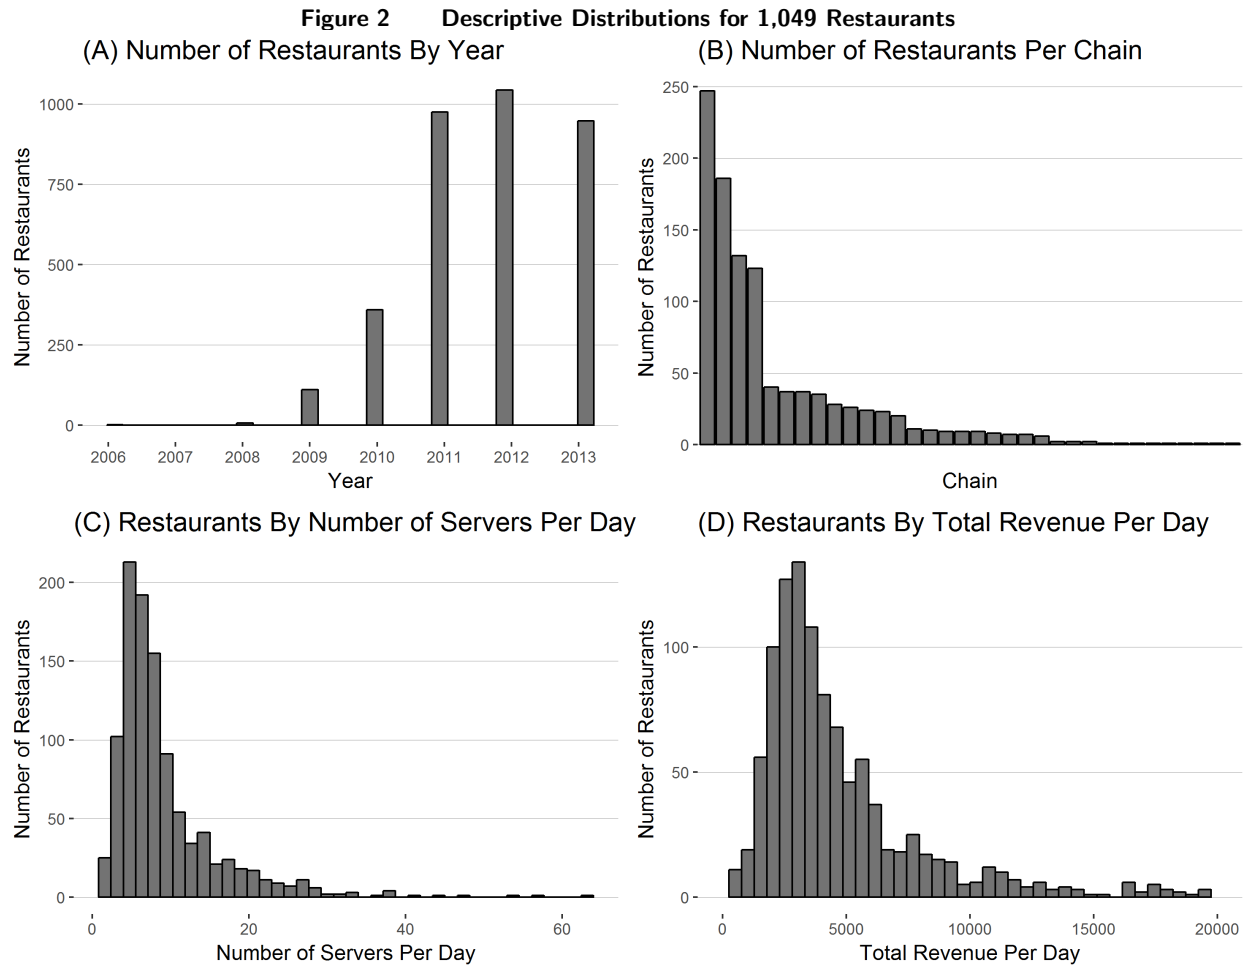 Figure 2 Descriptive Distributions for 1,049 Restaurants
(A) Number of Restaurants By Year
Number of Restaurants
1000
750
500
250
0
2006 2007 2008 2009 2010 2011 2012 2013
Year
(B) Number of Restaurants Per Chain
Number of Restaurants
250
200
150
100
50
0
Chain
(C) Restaurants By Number of Servers Per Day
Number of Restaurants
200
150
100
50
0
0 20 40 60
Number of Servers Per Day
(D) Restaurants By Total Revenue Per Day
Number of Restaurants
100
50
0
0 5000 10000 15000 20000
Total Revenue Per Day